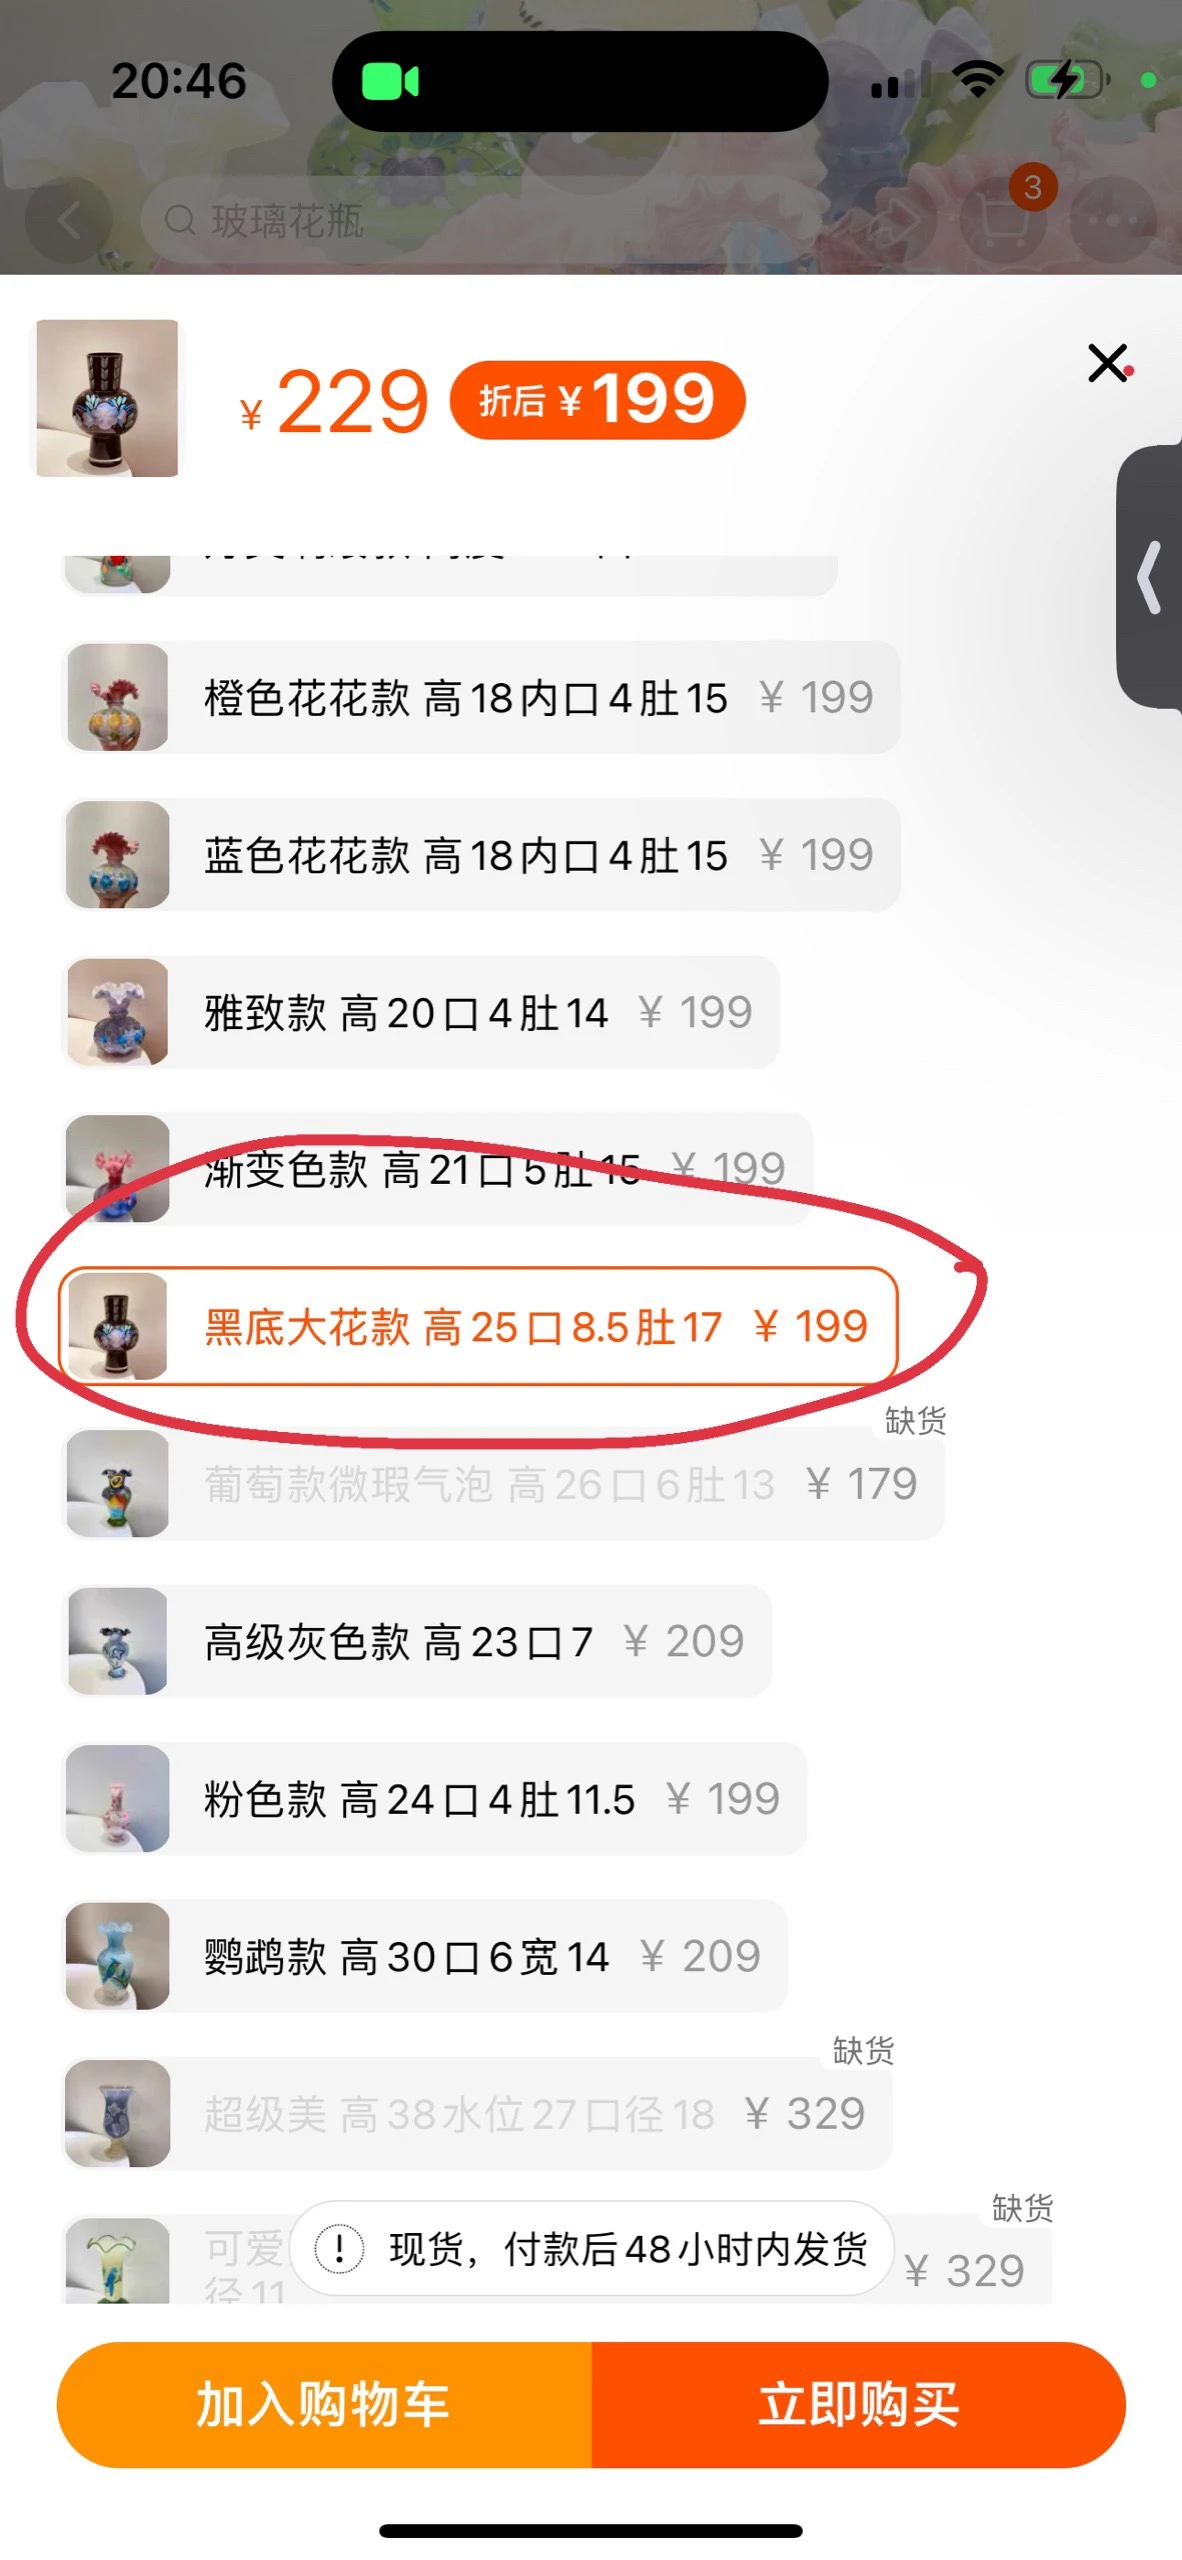 20:46
玻璃花瓶
3
¥229 折后¥199
橙色花花款 高18内口4肚15 ¥ 199
蓝色花花款 高18内口4肚15 ¥ 199
雅致款 高20口4肚14 ¥ 199
渐变色款 高21口5肚15 ¥ 199
黑底大花款 高25口8.5肚17 ¥ 199
缺货
葡萄款微瑕气泡 高26口6肚13 ¥ 179
高级灰色款 高23口7 ¥ 209
粉色款 高24口4肚11.5 ¥ 199
鹦鹉款 高30口6宽14 ¥ 209
缺货
超级美 高38水位27口径18 ¥ 329
缺货
可爱
径11
¥ 329
现货，付款后48小时内发货
加入购物车
立即购买